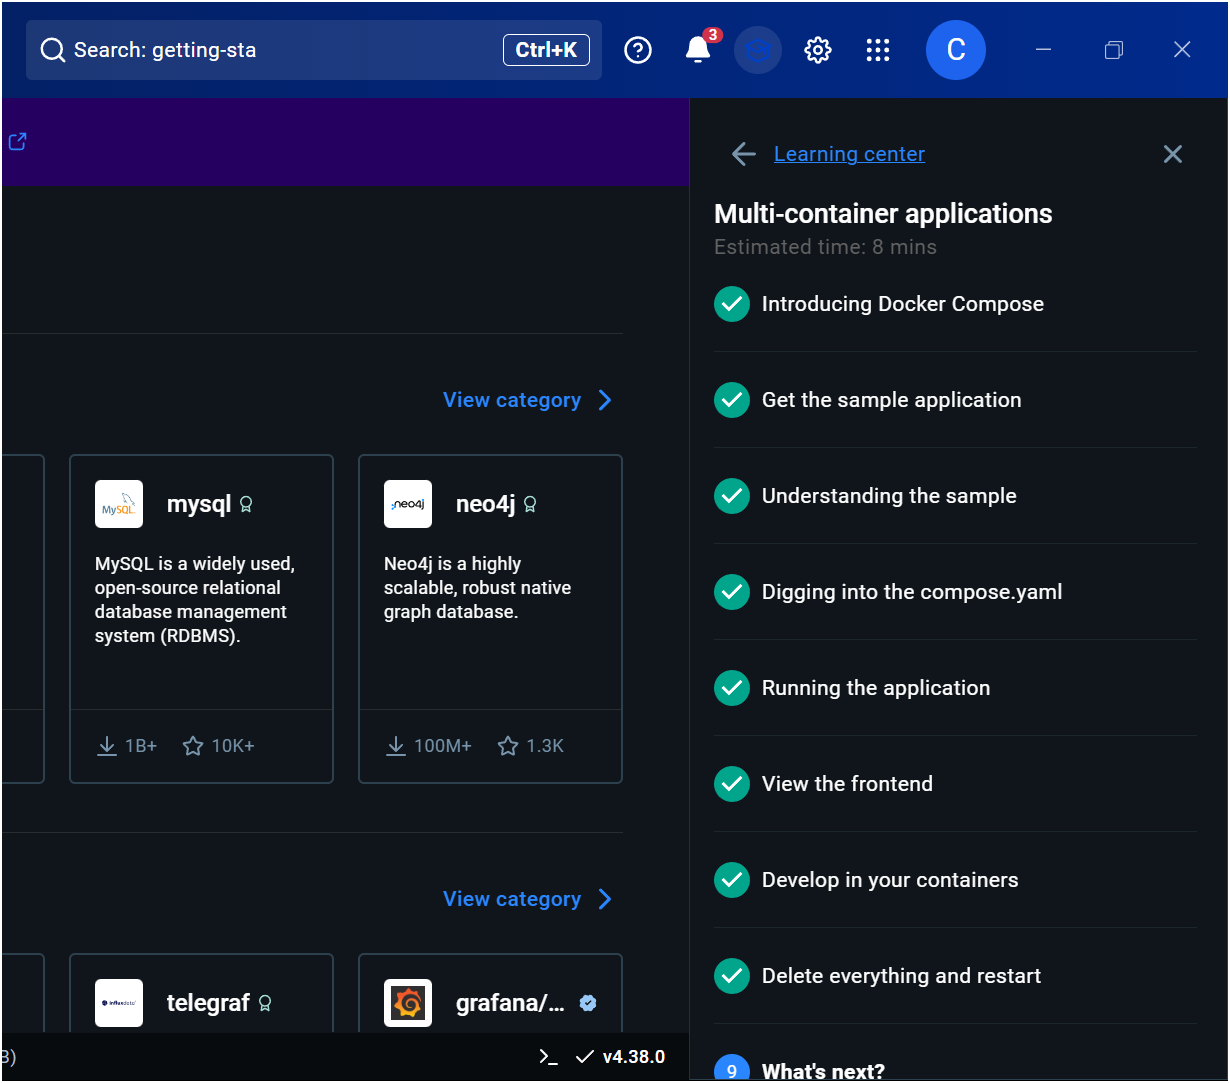 Search: getting-sta
Ctrl+K
3
C
Learning center
Multi-container applications
Estimated time: 8 mins
Introducing Docker Compose
Get the sample application
Understanding the sample
Digging into the compose.yaml
Running the application
View the frontend
Develop in your containers
Delete everything and restart
9 What's next?
View category
MySQL.
mysql
MySQL is a widely used,
open-source relational
database management
system (RDBMS).
1B+ 10K+
neo4j
neo4j
Neo4j is a highly
scalable, robust native
graph database.
100M+ 1.3K
View category
influxdata
telegraf
grafana/...
B)
v4.38.0